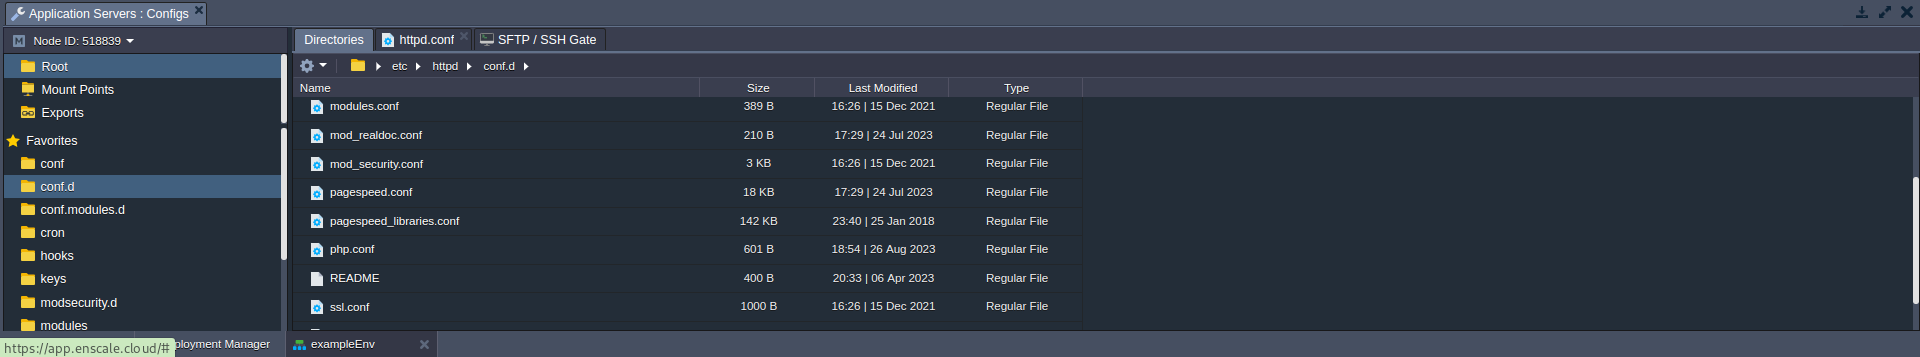 Application Servers : Configs
Node ID: 518839
Root
Mount Points
Exports
Favorites
conf
conf.d
conf.modules.d
cron
hooks
keys
modsecurity.d
modules
Directories httpd.conf SFTP / SSH Gate
etc httpd conf.d
Name Size Last Modified Type
modules.conf 389 B 16:26 | 15 Dec 2021 Regular File
mod_realdoc.conf 210 B 17:29 | 24 Jul 2023 Regular File
mod_security.conf 3 KB 16:26 | 15 Dec 2021 Regular File
pagespeed.conf 18 KB 17:29 | 24 Jul 2023 Regular File
pagespeed_libraries.conf 142 KB 23:40 | 25 Jan 2018 Regular File
php.conf 601 B 18:54 | 26 Aug 2023 Regular File
README 400 B 20:33 | 06 Apr 2023 Regular File
ssl.conf 1000 B 16:26 | 15 Dec 2021 Regular File
https://app.enscale.cloud/# ployment Manager exampleEnv